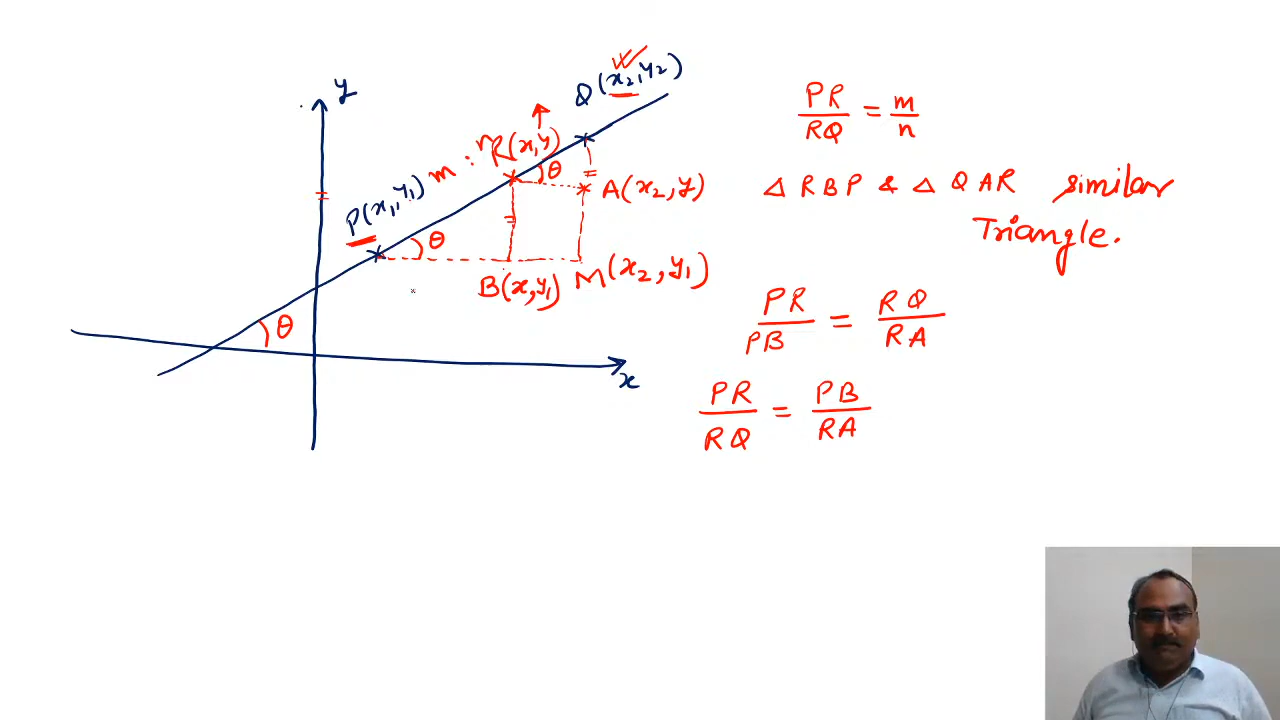 y
Q(x₂,y₂)
m : n
R(x,y)
θ
P(x₁,y₁)
A(x₂,y)
θ
B(x,y₁)
M(x₂,y₁)
θ
x
PR/RQ = m/n
△ RBP & △ QAR similar
Triangle.
PR/PB = RQ/RA
PR/RQ = PB/RA